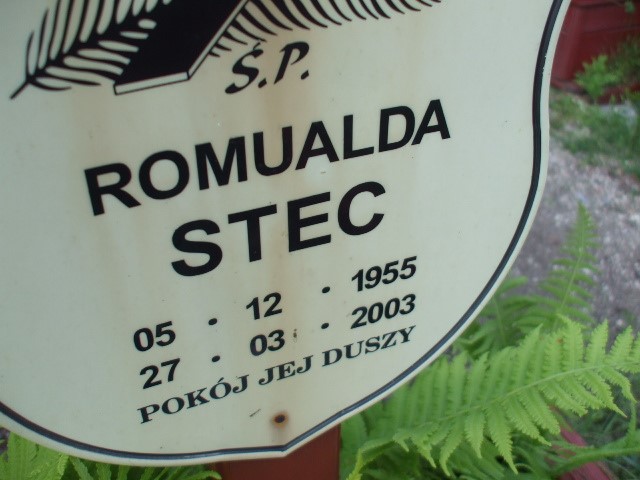 Ś.P.
ROMUALDA
STEC
05 . 12 . 1955
27 . 03 . 2003
POKÓJ JEJ DUSZY